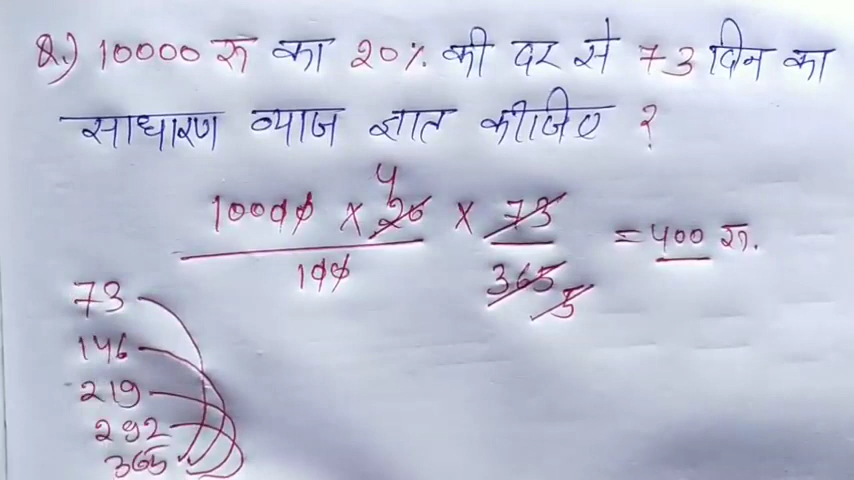 Q.) 10000 रू का 20% की दर से 73 दिन का
साधारण व्याज ज्ञात कीजिए ?
4
10000 x 20 x 73 = 400 रु.
100 365 5
73
146
219
292
365